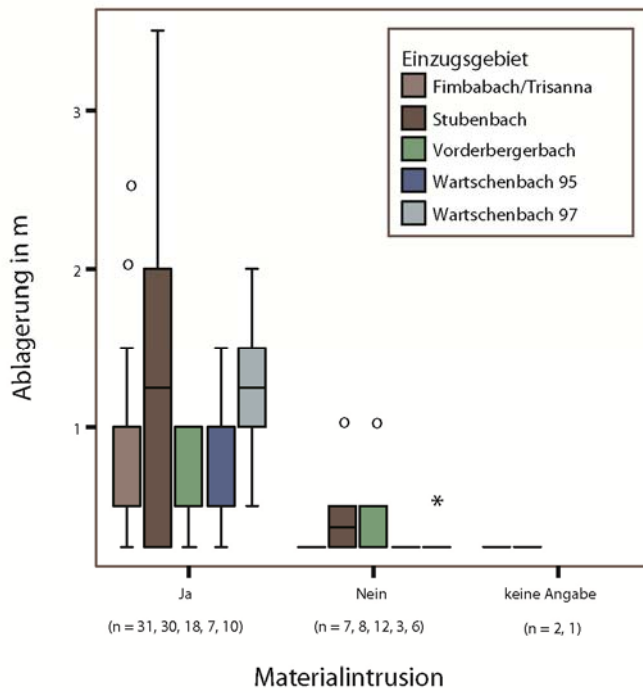 Ablagerung in m
3
2
1
Einzugsgebiet
Fimbabach/Trisanna
Stubenbach
Vorderbergerbach
Wartschenbach 95
Wartschenbach 97
Ja
Nein
keine Angabe
(n = 31, 30, 18, 7, 10)
(n = 7, 8, 12, 3, 6)
(n = 2, 1)
Materialintrusion